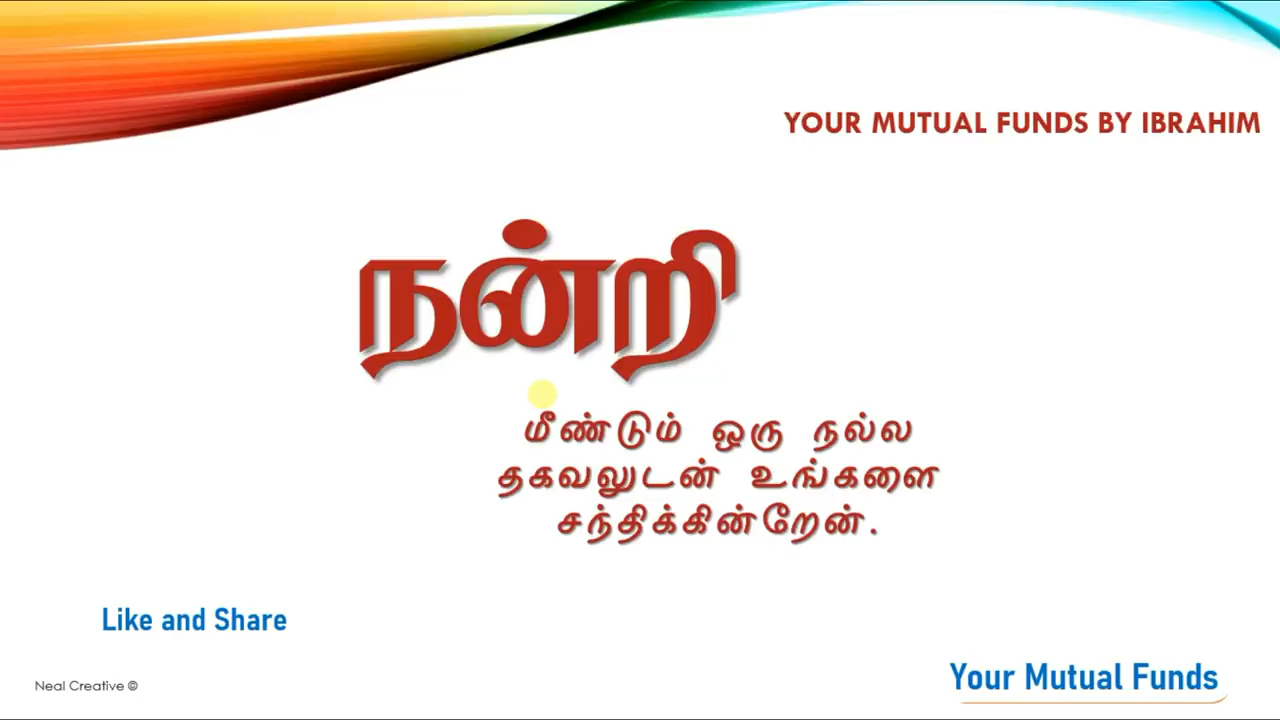 YOUR MUTUAL FUNDS BY IBRAHIM
நன்றி
மீண்டும் ஒரு நல்ல
தகவலுடன் உங்களை
சந்திக்கின்றேன்.
Like and Share
Neal Creative ©
Your Mutual Funds